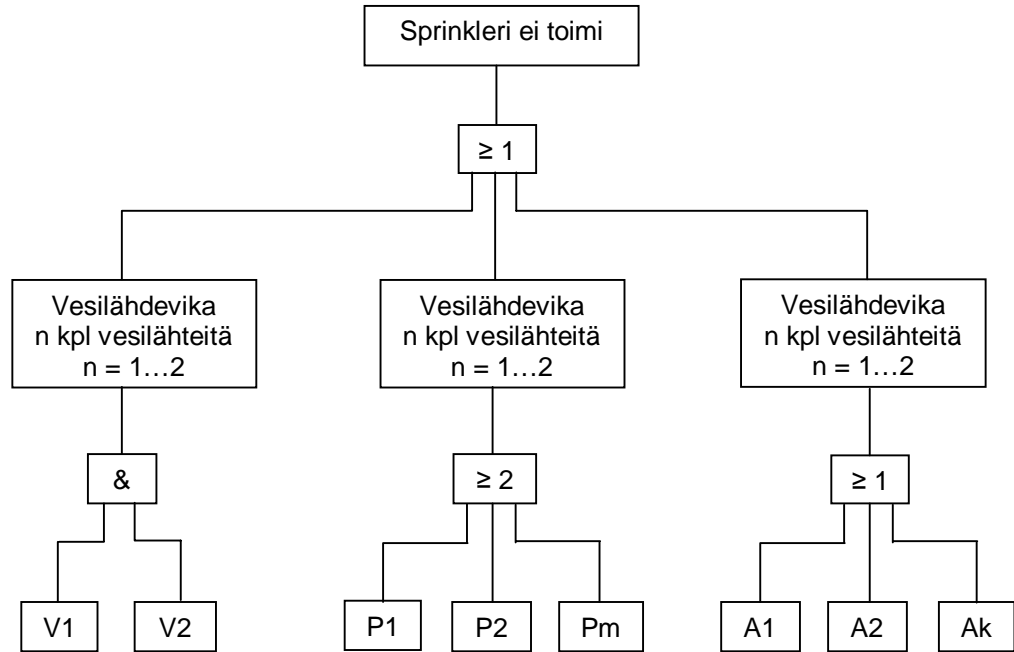 Sprinkleri ei toimi
≥ 1
Vesilähdevika
n kpl vesilähteitä
n = 1…2
Vesilähdevika
n kpl vesilähteitä
n = 1…2
Vesilähdevika
n kpl vesilähteitä
n = 1…2
&
≥ 2
≥ 1
V1
V2
P1
P2
Pm
A1
A2
Ak